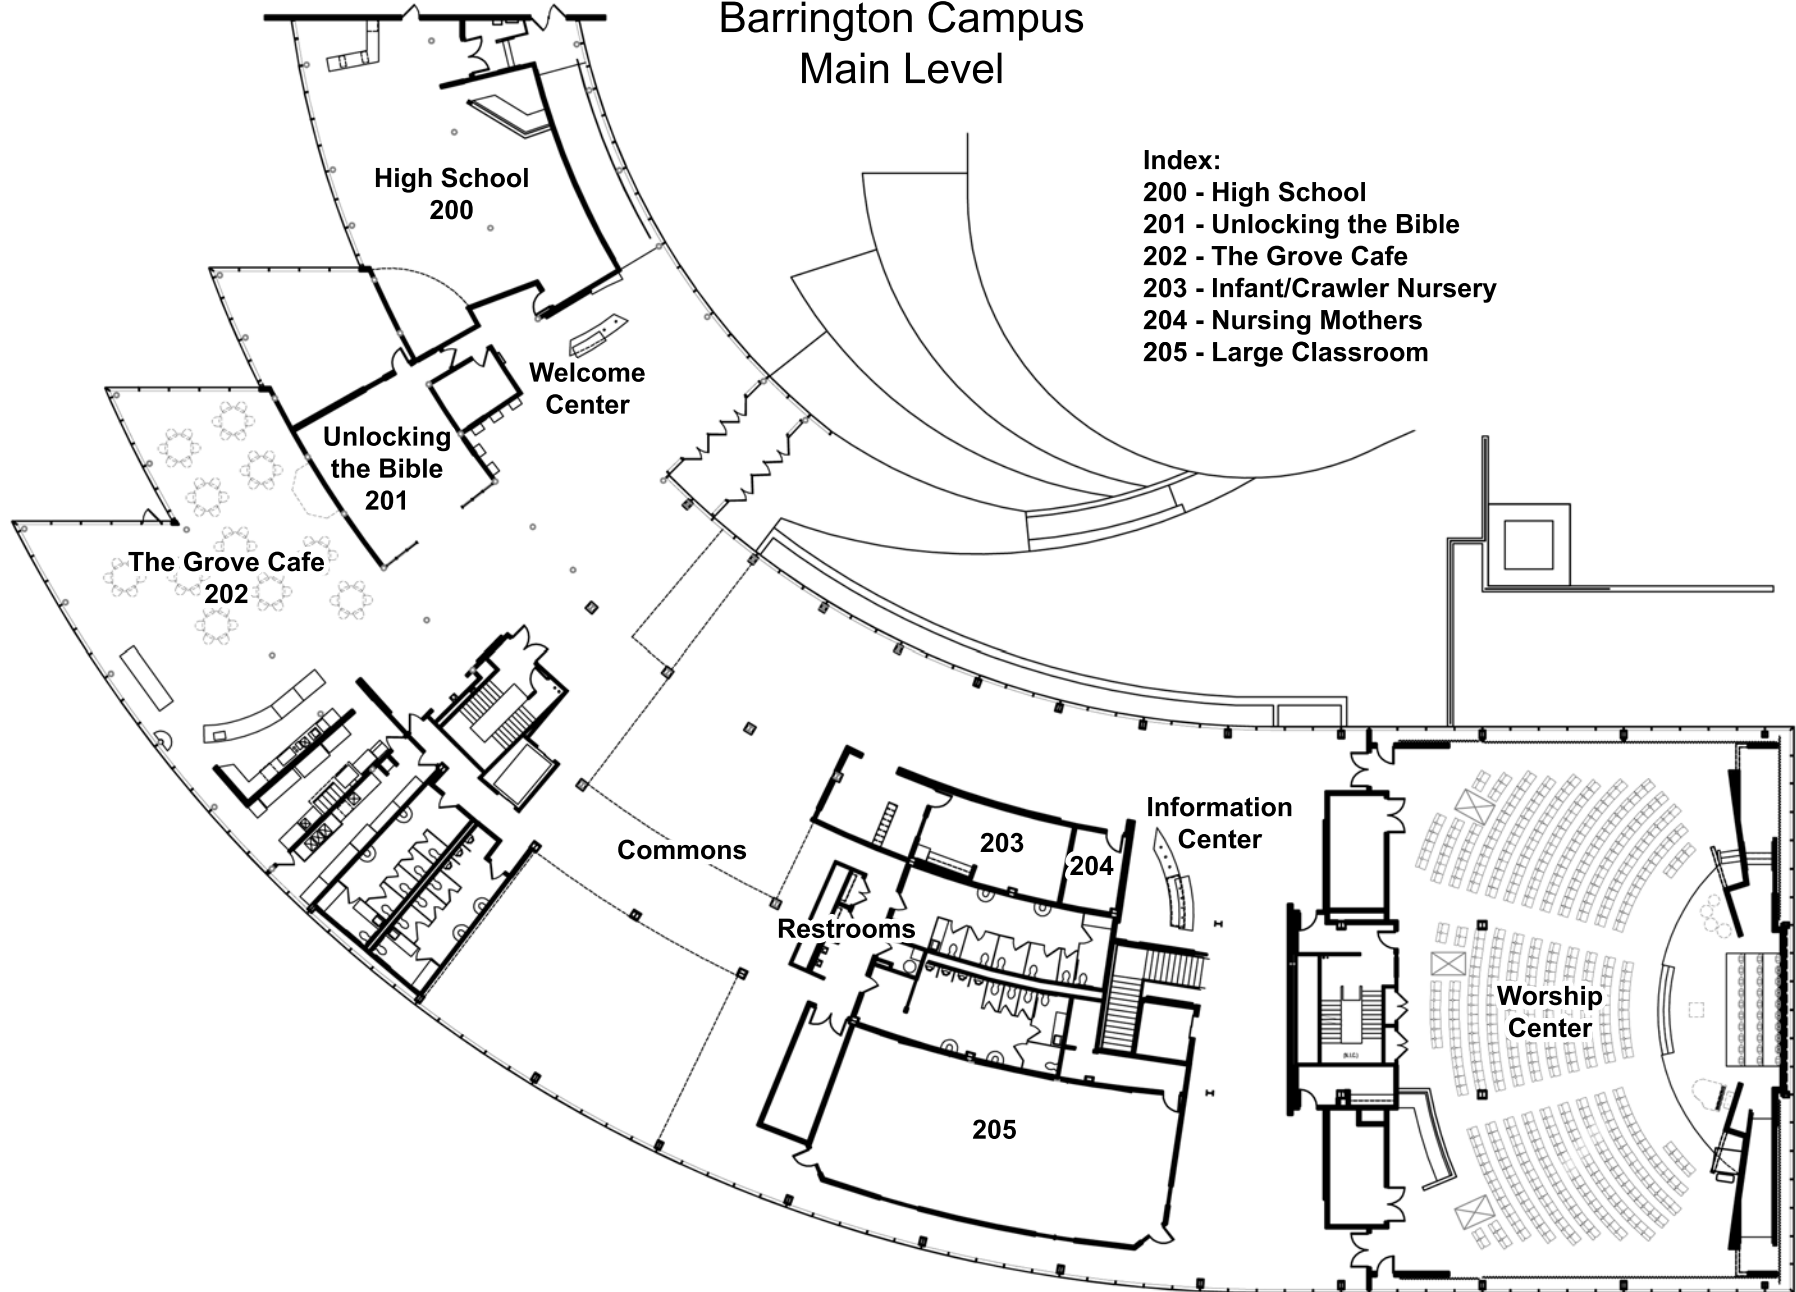 Barrington Campus
Main Level
Index:
200 - High School
201 - Unlocking the Bible
202 - The Grove Cafe
203 - Infant/Crawler Nursery
204 - Nursing Mothers
205 - Large Classroom
High School
200
Welcome
Center
Unlocking
the Bible
201
The Grove Cafe
202
Commons
Restrooms
203
204
Information
Center
Worship
Center
205